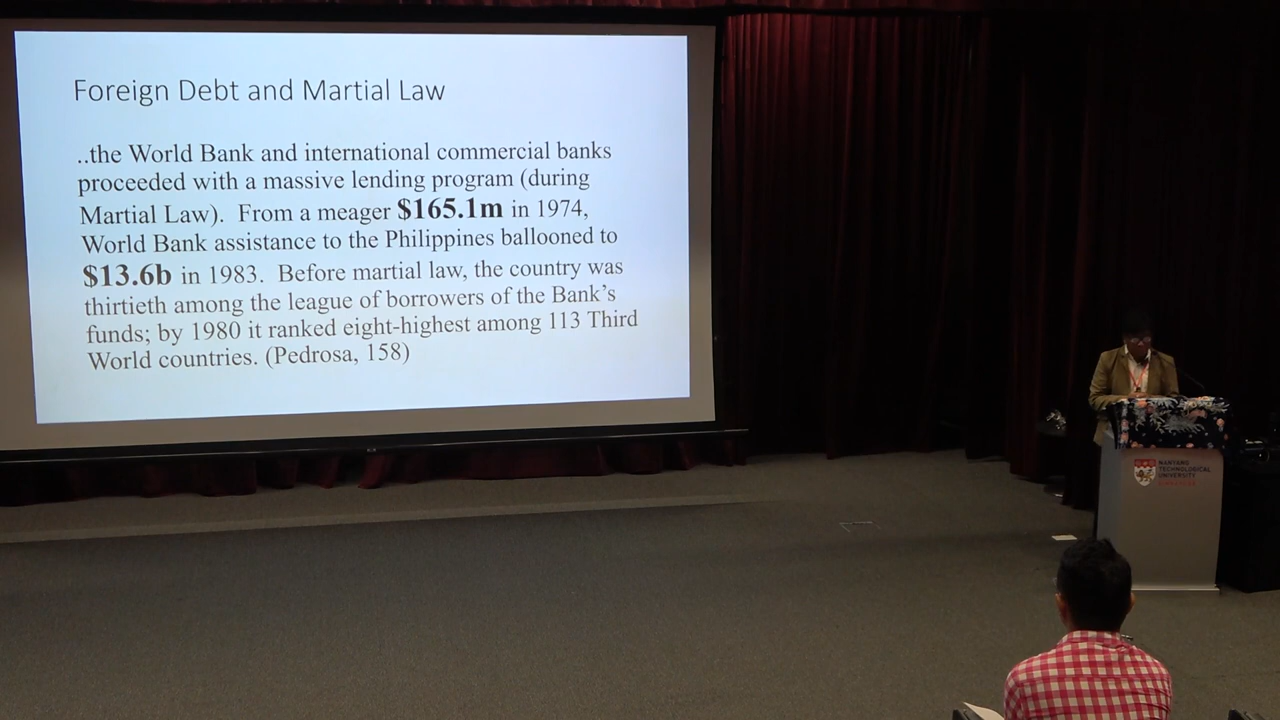 Foreign Debt and Martial Law
..the World Bank and international commercial banks
proceeded with a massive lending program (during
Martial Law).  From a meager $165.1m in 1974,
World Bank assistance to the Philippines ballooned to
$13.6b in 1983.  Before martial law, the country was
thirtieth among the league of borrowers of the Bank’s
funds; by 1980 it ranked eight-highest among 113 Third
World countries. (Pedrosa, 158)
NANYANG
TECHNOLOGICAL
UNIVERSITY
SINGAPORE